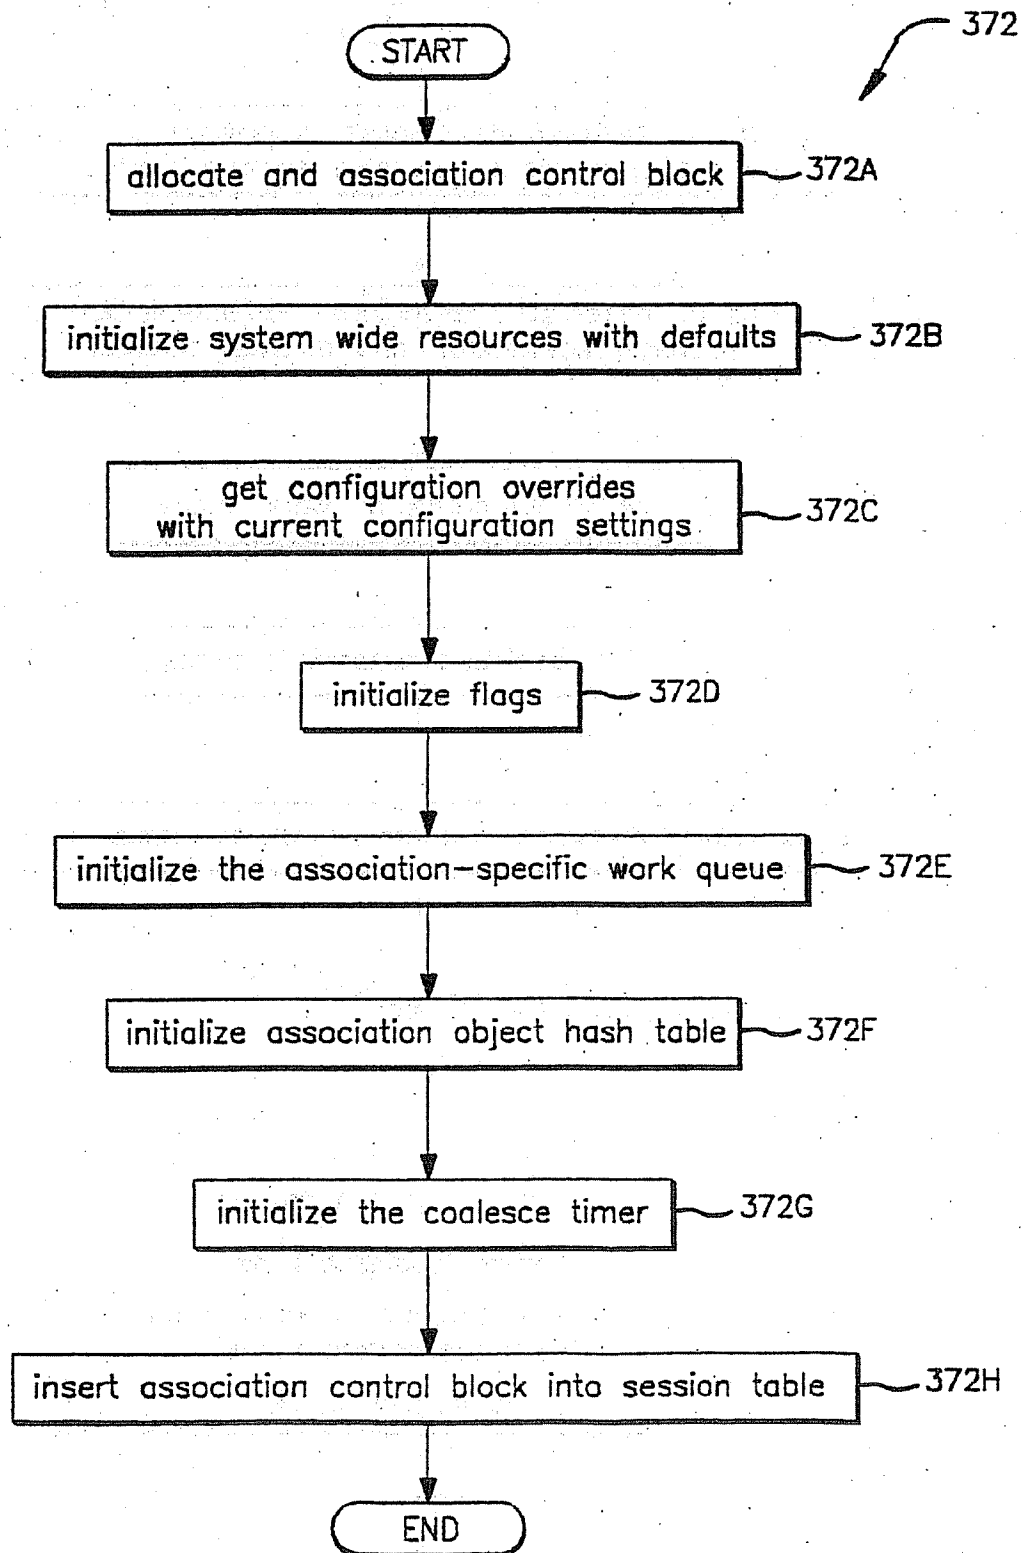 372
START
allocate and association control block
372A
initialize system wide resources with defaults
372B
get configuration overrides
with current configuration settings
372C
initialize flags
372D
initialize the association-specific work queue
372E
initialize association object hash table
372F
initialize the coalesce timer
372G
insert association control block into session table
372H
END